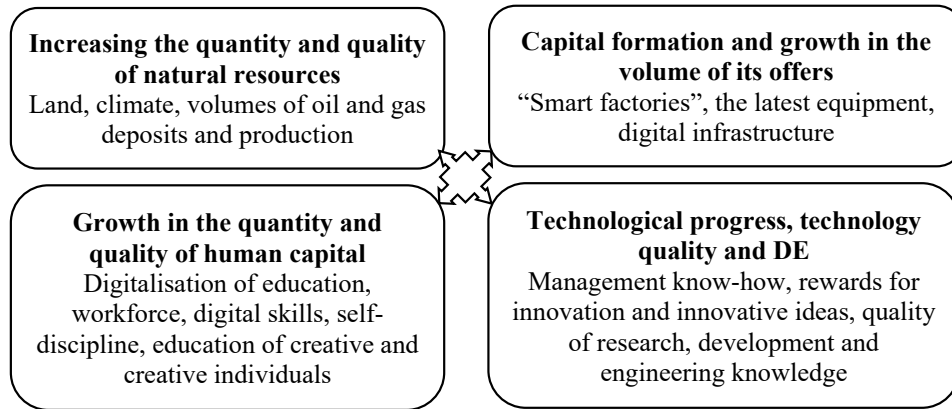 Increasing the quantity and quality
of natural resources
Land, climate, volumes of oil and gas
deposits and production
Capital formation and growth in the
volume of its offers
“Smart factories”, the latest equipment,
digital infrastructure
Growth in the quantity and
quality of human capital
Digitalisation of education,
workforce, digital skills, self-
discipline, education of creative and
creative individuals
Technological progress, technology
quality and DE
Management know-how, rewards for
innovation and innovative ideas, quality
of research, development and
engineering knowledge